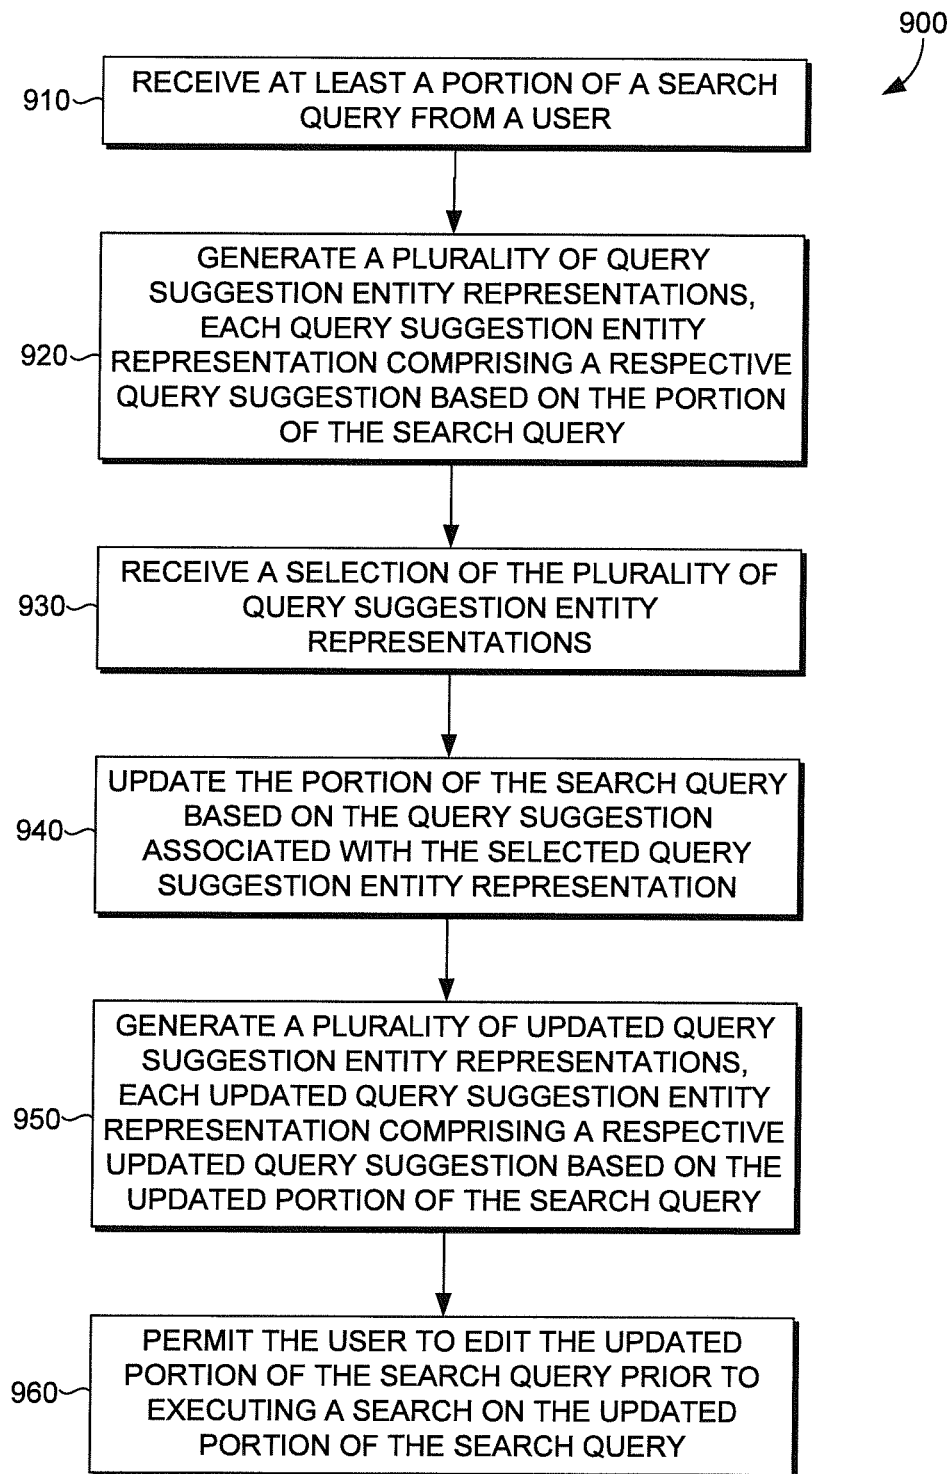 900
910
RECEIVE AT LEAST A PORTION OF A SEARCH
QUERY FROM A USER
920
GENERATE A PLURALITY OF QUERY
SUGGESTION ENTITY REPRESENTATIONS,
EACH QUERY SUGGESTION ENTITY
REPRESENTATION COMPRISING A RESPECTIVE
QUERY SUGGESTION BASED ON THE PORTION
OF THE SEARCH QUERY
930
RECEIVE A SELECTION OF THE PLURALITY OF
QUERY SUGGESTION ENTITY
REPRESENTATIONS
940
UPDATE THE PORTION OF THE SEARCH QUERY
BASED ON THE QUERY SUGGESTION
ASSOCIATED WITH THE SELECTED QUERY
SUGGESTION ENTITY REPRESENTATION
950
GENERATE A PLURALITY OF UPDATED QUERY
SUGGESTION ENTITY REPRESENTATIONS,
EACH UPDATED QUERY SUGGESTION ENTITY
REPRESENTATION COMPRISING A RESPECTIVE
UPDATED QUERY SUGGESTION BASED ON THE
UPDATED PORTION OF THE SEARCH QUERY
960
PERMIT THE USER TO EDIT THE UPDATED
PORTION OF THE SEARCH QUERY PRIOR TO
EXECUTING A SEARCH ON THE UPDATED
PORTION OF THE SEARCH QUERY